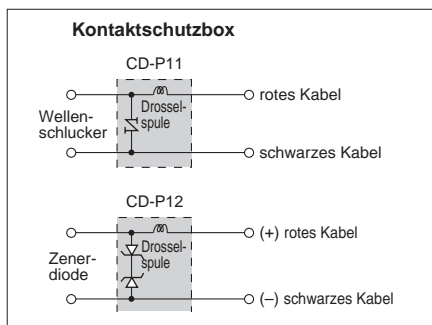 Kontaktschutzbox
CD-P11
Wellen-
schlucker
Drossel-
spule
rotes Kabel
schwarzes Kabel
CD-P12
Zener-
diode
Drossel-
spule
(+) rotes Kabel
(–) schwarzes Kabel